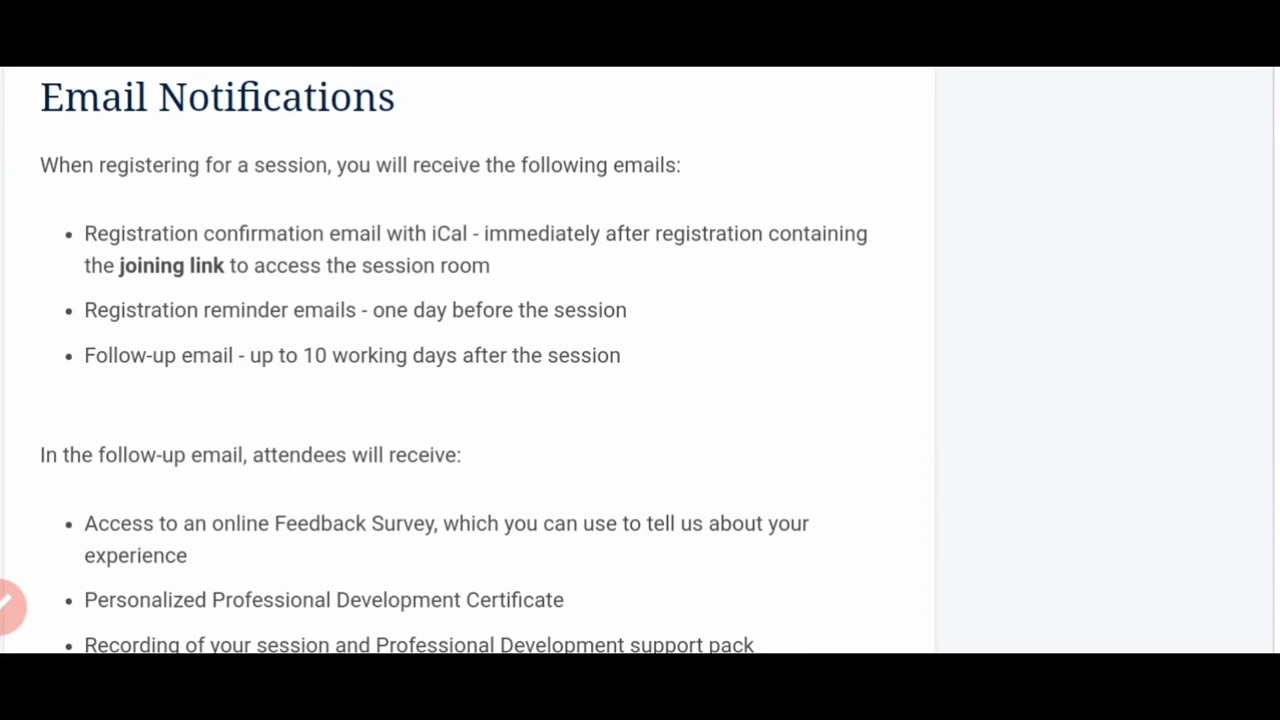 Email Notifications
When registering for a session, you will receive the following emails:
• Registration confirmation email with iCal - immediately after registration containing
the joining link to access the session room
• Registration reminder emails - one day before the session
• Follow-up email - up to 10 working days after the session
In the follow-up email, attendees will receive:
• Access to an online Feedback Survey, which you can use to tell us about your
experience
• Personalized Professional Development Certificate
• Recording of your session and Professional Development support pack